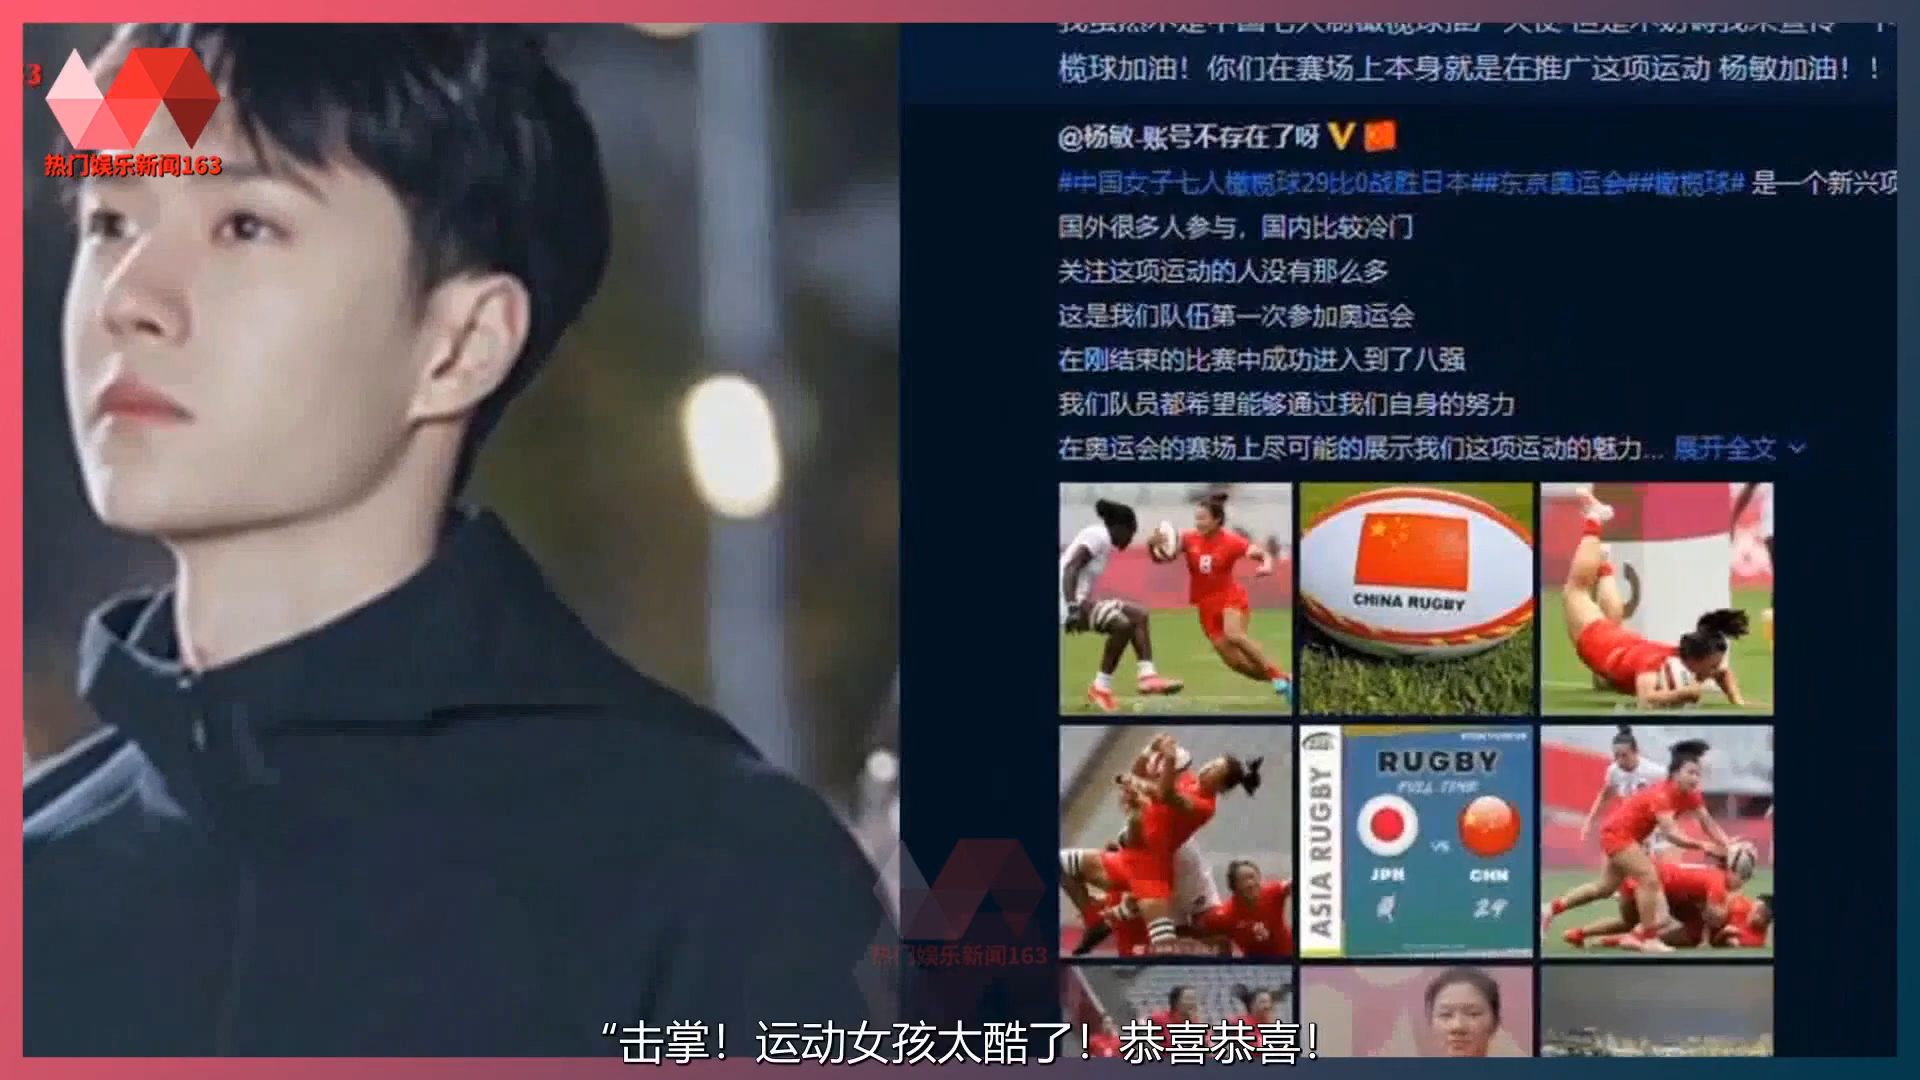 热门娱乐新闻163
榄球加油！你们在赛场上本身就是在推广这项运动 杨敏加油！！
@杨敏-账号不存在了呀
#中国女子七人橄榄球29比0战胜日本##东京奥运会##橄榄球# 是一个新兴项
国外很多人参与，国内比较冷门
关注这项运动的人没有那么多
这是我们队伍第一次参加奥运会
在刚结束的比赛中成功进入到了八强
我们队员都希望能够通过我们自身的努力
在奥运会的赛场上尽可能的展示我们这项运动的魅力... 展开全文
CHINA RUGBY
8
ASIA RUGBY
RUGBY
FULL TIME
VS
JPN
CHN
29
热门娱乐新闻163
“击掌！运动女孩太酷了！恭喜恭喜！